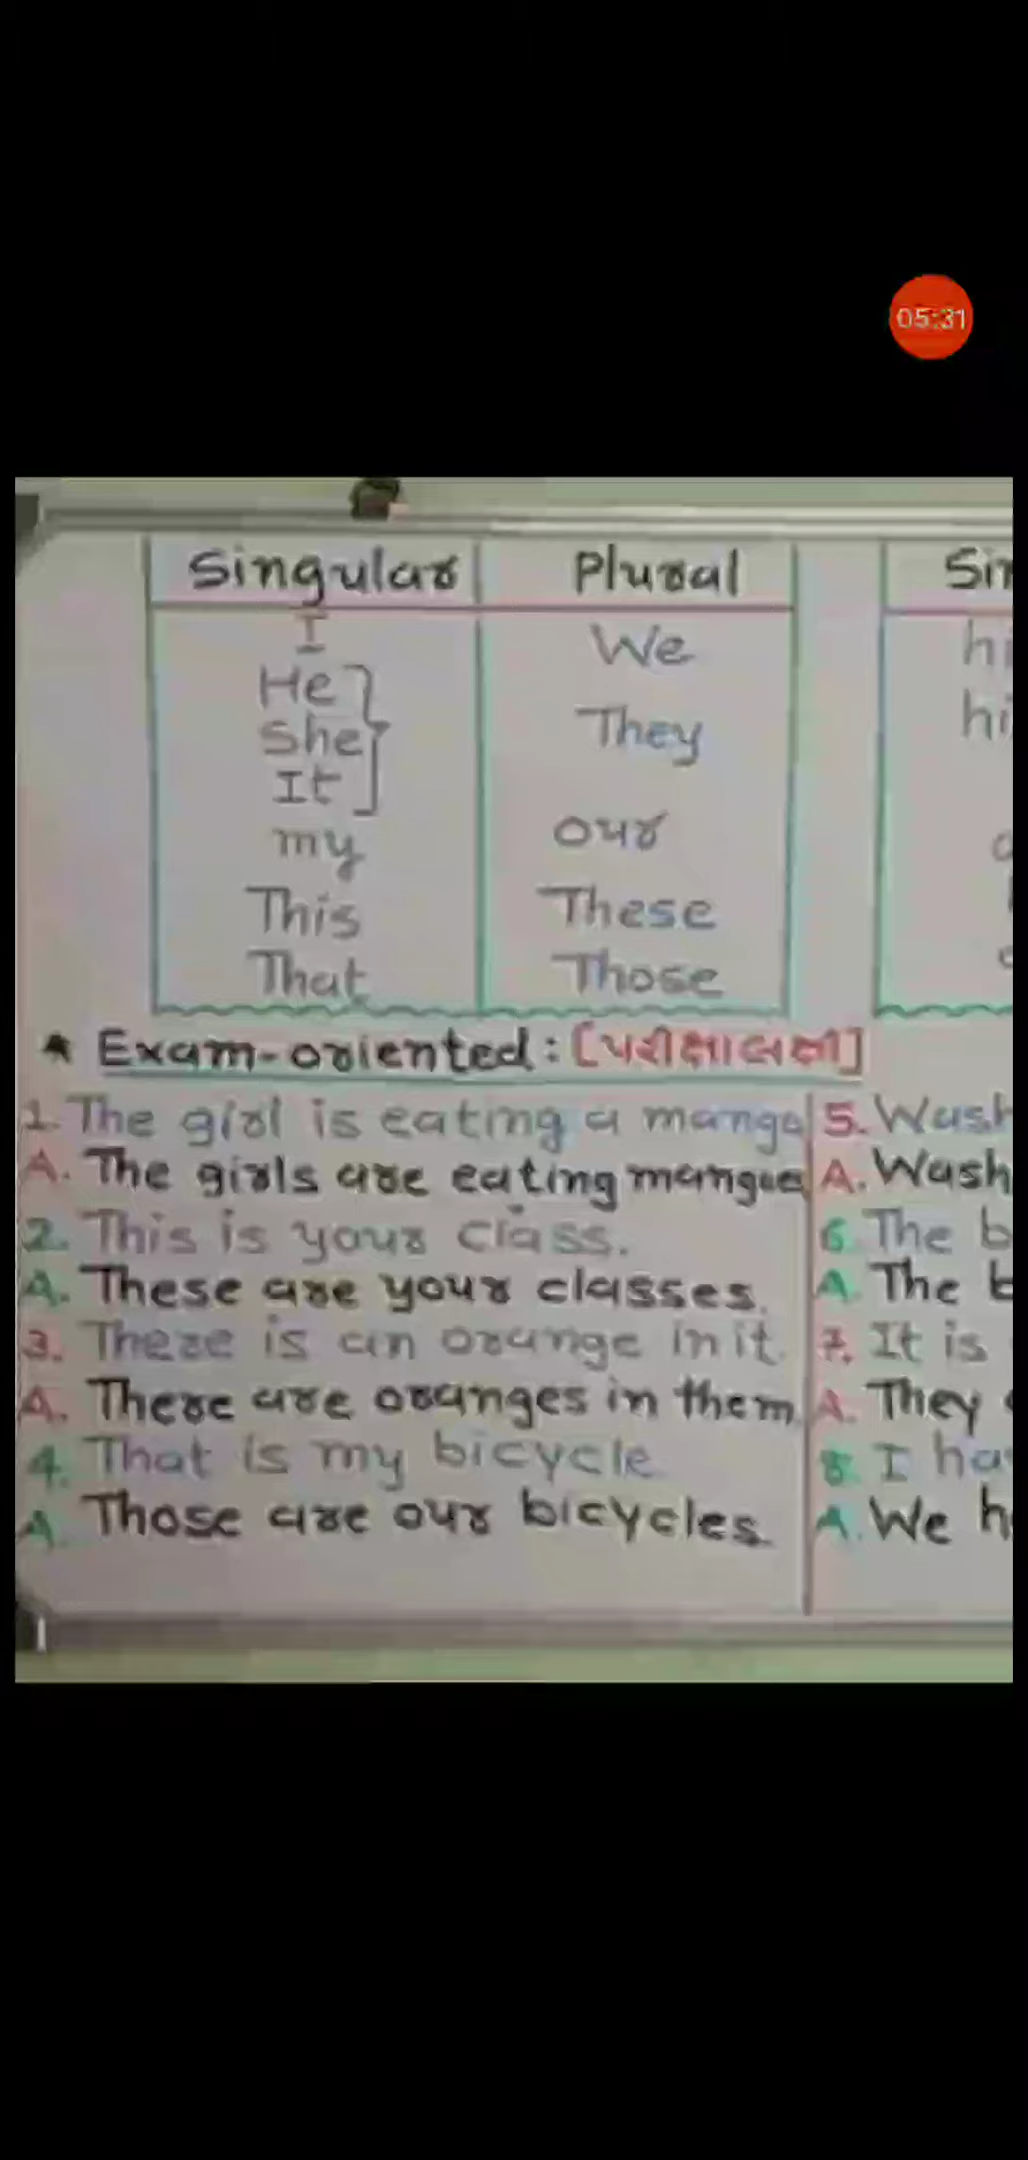 05:31
Singular Plural Sin
I We hi
He
She They hi
It
my our
This These
That Those
* Exam-oriented: [પરીક્ષાલક્ષી]
1. The girl is eating a mango
A. The girls are eating mangoes
2. This is your class.
A. These are your classes.
3. There is an orange in it.
A. There are oranges in them.
4. That is my bicycle
A. Those are our bicycles.
5. Wash
A. Wash
6. The b
A. The b
7. It is
A. They
8. I ha
A. We h